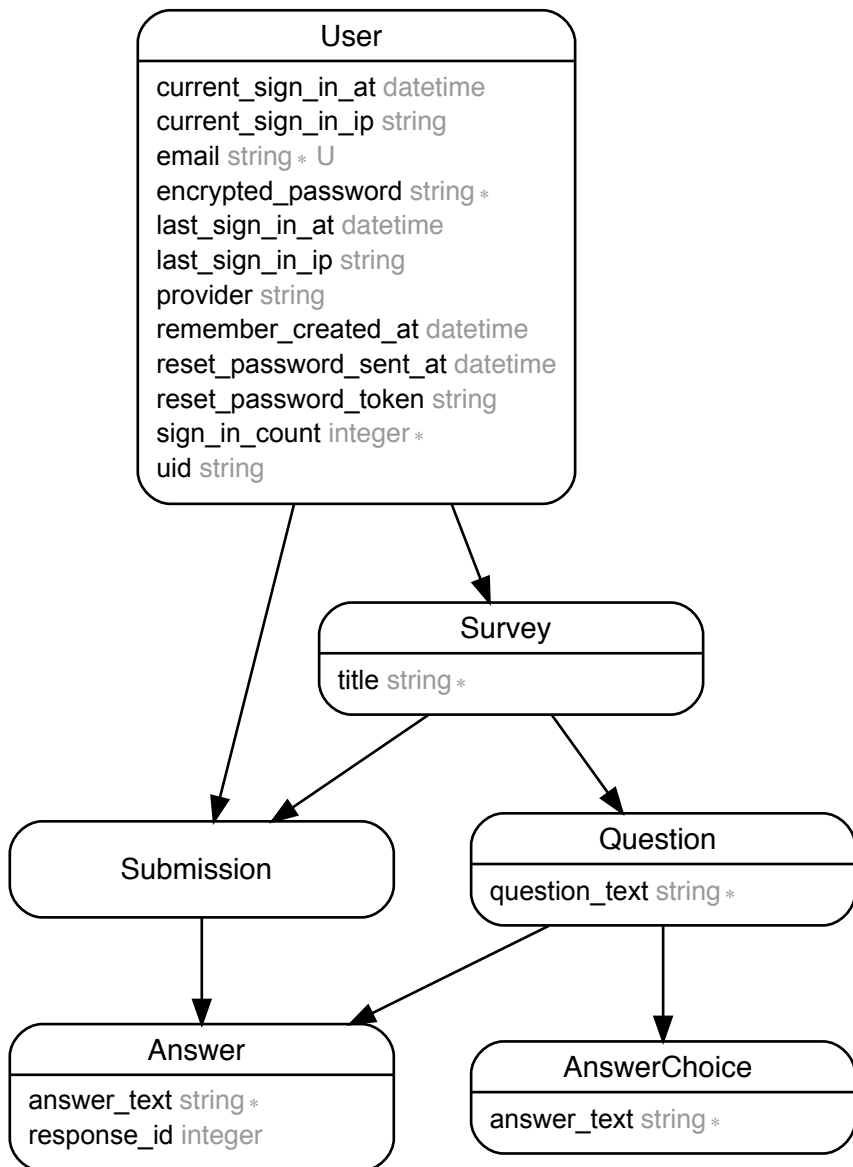 User
current_sign_in_at datetime
current_sign_in_ip string
email string * U
encrypted_password string *
last_sign_in_at datetime
last_sign_in_ip string
provider string
remember_created_at datetime
reset_password_sent_at datetime
reset_password_token string
sign_in_count integer *
uid string
Survey
title string *
Submission
Question
question_text string *
Answer
answer_text string *
response_id integer
AnswerChoice
answer_text string *